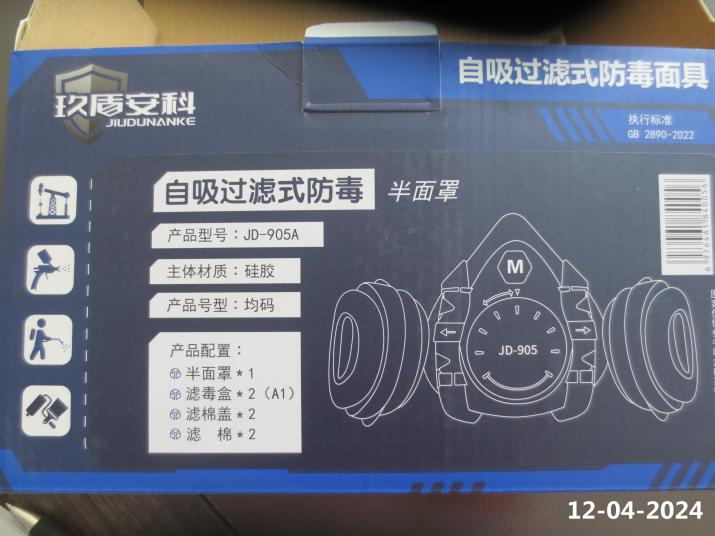 玖盾安科
JIUDUNANKE
自吸过滤式防毒面具
执行标准
GB 2890-2022
自吸过滤式防毒 半面罩
产品型号：JD-905A
主体材质：硅胶
产品号型：均码
产品配置：
半面罩*1
滤毒盒*2（A1）
滤棉盖*2
滤 棉*2
M
JD-905
6976461840056
12-04-2024